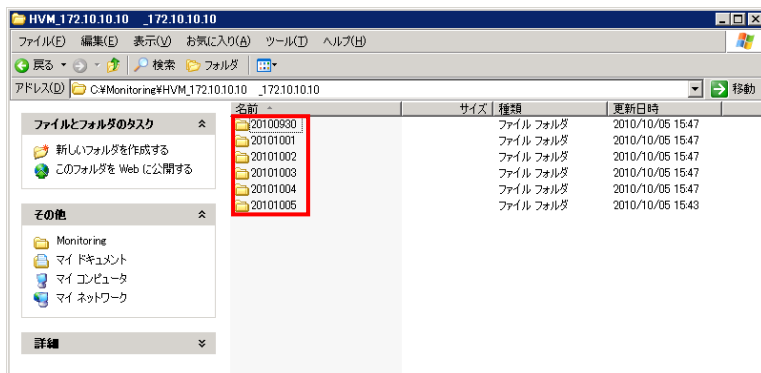 HVM_172.10.10.10 _172.10.10.10
ファイル(F) 編集(E) 表示(V) お気に入り(A) ツール(T) ヘルプ(H)
戻る 検索 フォルダ
アドレス(D) C:¥Monitoring¥HVM_172.10.10.10 _172.10.10.10 移動
ファイルとフォルダのタスク
新しいフォルダを作成する
このフォルダを Web に公開する
その他
Monitoring
マイ ドキュメント
マイ コンピュータ
マイ ネットワーク
詳細
名前 サイズ 種類 更新日時
20100930 ファイル フォルダ 2010/10/05 15:47
20101001 ファイル フォルダ 2010/10/05 15:47
20101002 ファイル フォルダ 2010/10/05 15:47
20101003 ファイル フォルダ 2010/10/05 15:47
20101004 ファイル フォルダ 2010/10/05 15:47
20101005 ファイル フォルダ 2010/10/05 15:43